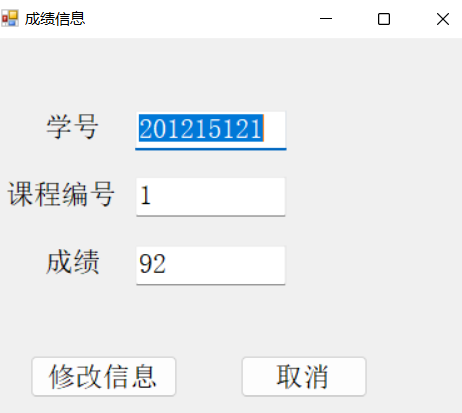 成绩信息
学号 201215121
课程编号 1
成绩 92
修改信息 取消